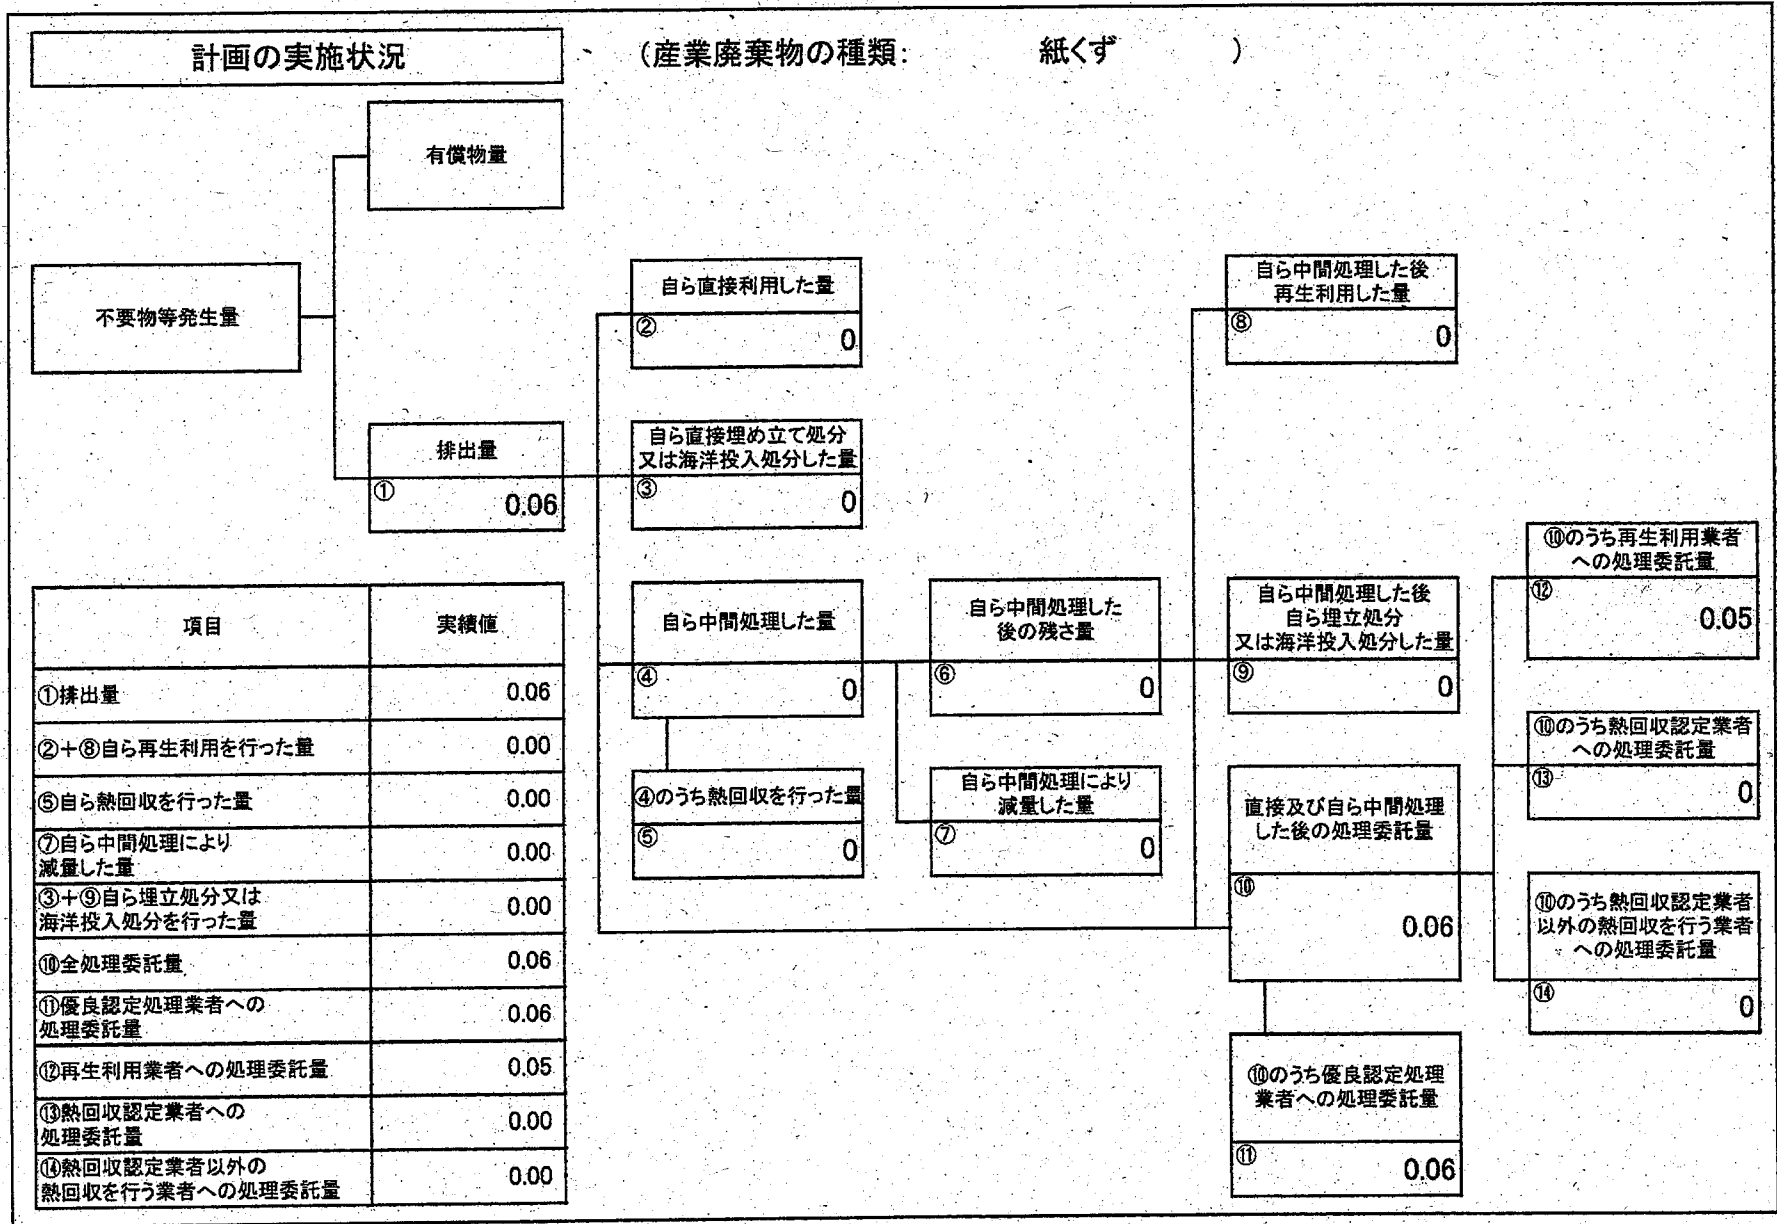 計画の実施状況
(産業廃棄物の種類: 紙くず )
有償物量
不要物等発生量
排出量
① 0.06
自ら直接利用した量
② 0
自ら直接埋め立て処分
又は海洋投入処分した量
③ 0
自ら中間処理した量
④ 0
④のうち熱回収を行った量
⑤ 0
自ら中間処理した
後の残さ量
⑥ 0
自ら中間処理により
減量した量
⑦ 0
自ら中間処理した後
再生利用した量
⑧ 0
自ら中間処理した後
自ら埋立処分
又は海洋投入処分した量
⑨ 0
直接及び自ら中間処理
した後の処理委託量
⑩ 0.06
⑩のうち優良認定処理
業者への処理委託量
⑪ 0.06
⑩のうち再生利用業者
への処理委託量
⑫ 0.05
⑩のうち熱回収認定業者
への処理委託量
⑬ 0
⑩のうち熱回収認定業者
以外の熱回収を行う業者
への処理委託量
⑭ 0
項目 実績値
①排出量 0.06
②+⑧自ら再生利用を行った量 0.00
⑤自ら熱回収を行った量 0.00
⑦自ら中間処理により
減量した量 0.00
③+⑨自ら埋立処分又は
海洋投入処分を行った量 0.00
⑩全処理委託量 0.06
⑪優良認定処理業者への
処理委託量 0.06
⑫再生利用業者への処理委託量 0.05
⑬熱回収認定業者への
処理委託量 0.00
⑭熱回収認定業者以外の
熱回収を行う業者への処理委託量 0.00